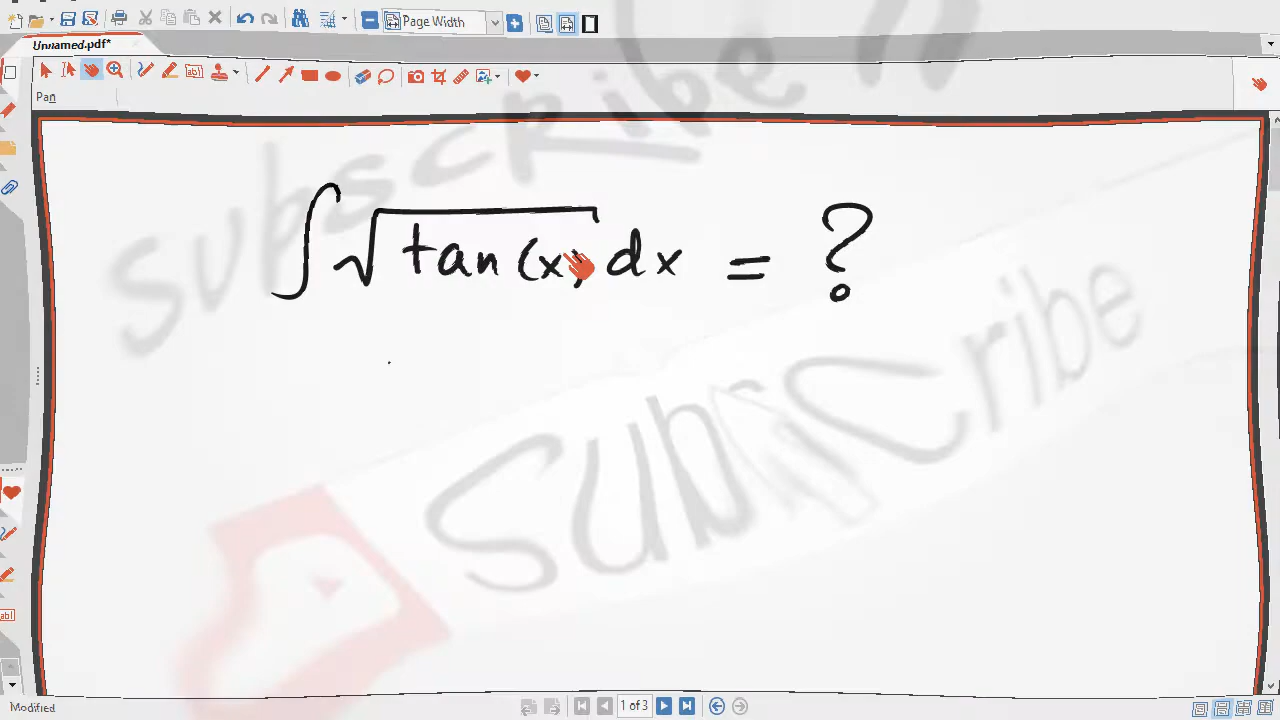 Page Width
Unnamed.pdf*
Pan
Subscribe
∫ √tan(x) dx = ?
Subscribe
Modified
1 of 3